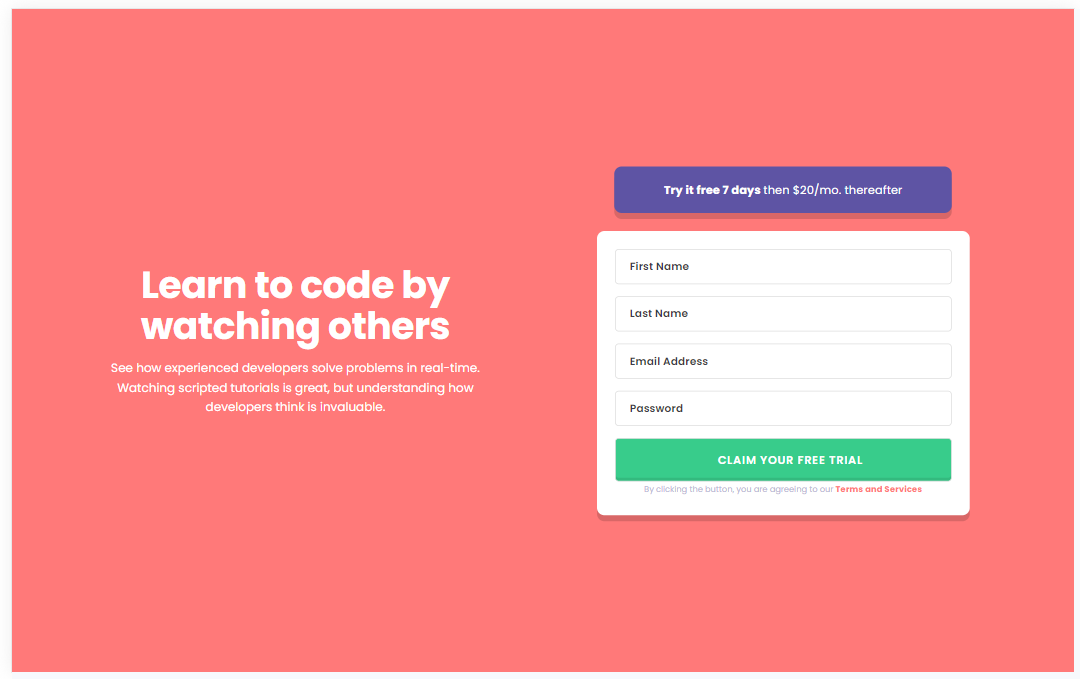 Learn to code by
watching others
See how experienced developers solve problems in real-time.
Watching scripted tutorials is great, but understanding how
developers think is invaluable.
Try it free 7 days then $20/mo. thereafter
First Name
Last Name
Email Address
Password
CLAIM YOUR FREE TRIAL
By clicking the button, you are agreeing to our Terms and Services